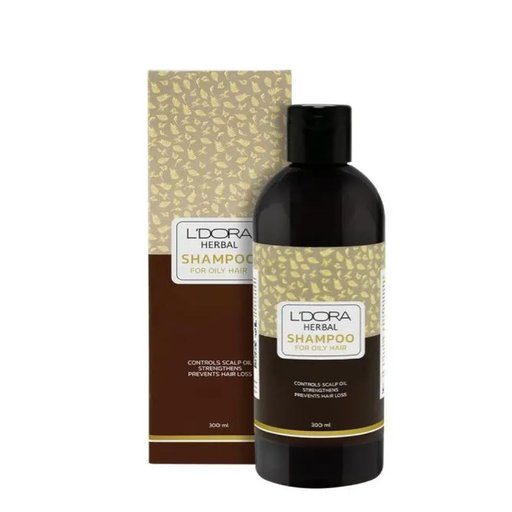 L'DORA
HERBAL
SHAMPOO
FOR OILY HAIR
CONTROLS SCALP OIL
STRENGTHENS
PREVENTS HAIR LOSS
300 ml
L'DORA
HERBAL
SHAMPOO
FOR OILY HAIR
CONTROLS SCALP OIL
STRENGTHENS
PREVENTS HAIR LOSS
300 ml